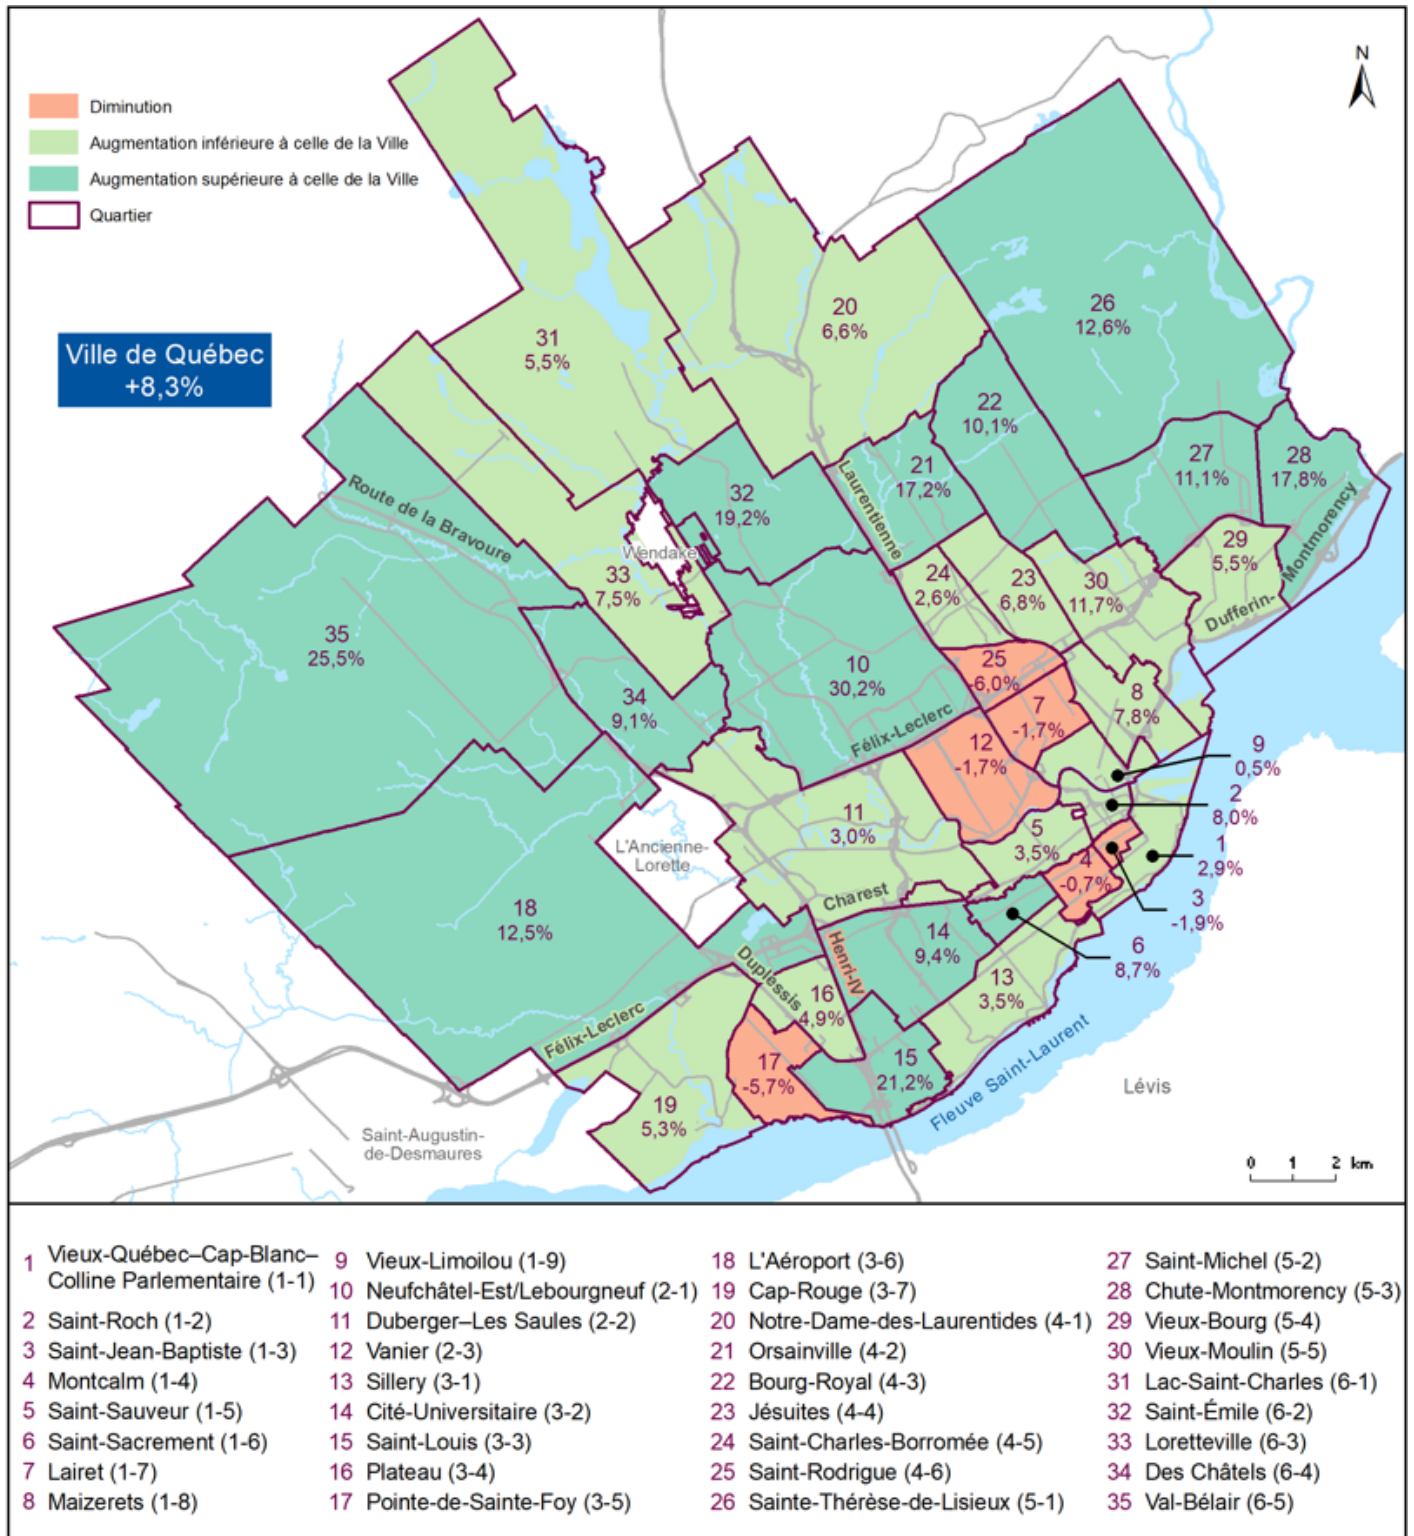 N
Diminution
Augmentation inférieure à celle de la Ville
Augmentation supérieure à celle de la Ville
Quartier
Ville de Québec
+8,3%
31
5,5%
20
6,6%
26
12,6%
22
10,1%
21
17,2%
27
11,1%
28
17,8%
32
19,2%
Laurentienne
Route de la Bravoure
Wendake
33
7,5%
24
2,6%
23
6,8%
30
11,7%
29
5,5%
Dufferin-
Montmorency
35
25,5%
34
9,1%
10
30,2%
25
-6,0%
7
-1,7%
8
7,8%
Félix-Leclerc
12
-1,7%
9
0,5%
2
8,0%
11
3,0%
5
3,5%
4
-0,7%
1
2,9%
3
-1,9%
L'Ancienne-
Lorette
Charest
18
12,5%
14
9,4%
6
8,7%
Henri-IV
Duplessis
16
4,9%
13
3,5%
Félix-Leclerc
17
-5,7%
15
21,2%
Fleuve Saint-Laurent
Lévis
19
5,3%
Saint-Augustin-
de-Desmaures
0 1 2 km
1 Vieux-Québec–Cap-Blanc–
Colline Parlementaire (1-1)
2 Saint-Roch (1-2)
3 Saint-Jean-Baptiste (1-3)
4 Montcalm (1-4)
5 Saint-Sauveur (1-5)
6 Saint-Sacrement (1-6)
7 Lairet (1-7)
8 Maizerets (1-8)
9 Vieux-Limoilou (1-9)
10 Neufchâtel-Est/Lebourgneuf (2-1)
11 Duberger–Les Saules (2-2)
12 Vanier (2-3)
13 Sillery (3-1)
14 Cité-Universitaire (3-2)
15 Saint-Louis (3-3)
16 Plateau (3-4)
17 Pointe-de-Sainte-Foy (3-5)
18 L'Aéroport (3-6)
19 Cap-Rouge (3-7)
20 Notre-Dame-des-Laurentides (4-1)
21 Orsainville (4-2)
22 Bourg-Royal (4-3)
23 Jésuites (4-4)
24 Saint-Charles-Borromée (4-5)
25 Saint-Rodrigue (4-6)
26 Sainte-Thérèse-de-Lisieux (5-1)
27 Saint-Michel (5-2)
28 Chute-Montmorency (5-3)
29 Vieux-Bourg (5-4)
30 Vieux-Moulin (5-5)
31 Lac-Saint-Charles (6-1)
32 Saint-Émile (6-2)
33 Loretteville (6-3)
34 Des Châtels (6-4)
35 Val-Bélair (6-5)